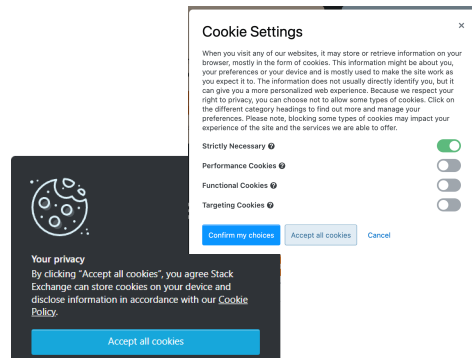 Cookie Settings
×
When you visit any of our websites, it may store or retrieve information on your
browser, mostly in the form of cookies. This information might be about you,
your preferences or your device and is mostly used to make the site work as
you expect it to. The information does not usually directly identify you, but it
can give you a more personalized web experience. Because we respect your
right to privacy, you can choose not to allow some types of cookies. Click on
the different category headings to find out more and manage your
preferences. Please note, blocking some types of cookies may impact your
experience of the site and the services we are able to offer.
Strictly Necessary ?
Performance Cookies ?
Functional Cookies ?
Targeting Cookies ?
Confirm my choices Accept all cookies Cancel
Your privacy
By clicking "Accept all cookies", you agree Stack
Exchange can store cookies on your device and
disclose information in accordance with our Cookie
Policy.
Accept all cookies